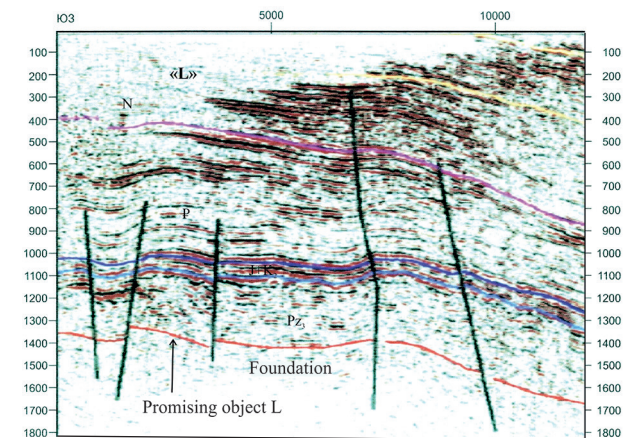 ЮЗ 5000 10000
100 100
200 «L» 200
300 300
N
400 400
500 500
600 600
700 700
800 P 800
900 900
1000 1000
1100 J+K 1100
1200 1200
1300 Pz₃ 1300
1400 1400
1500 Foundation 1500
1600 1600
1700 Promising object L 1700
1800 1800